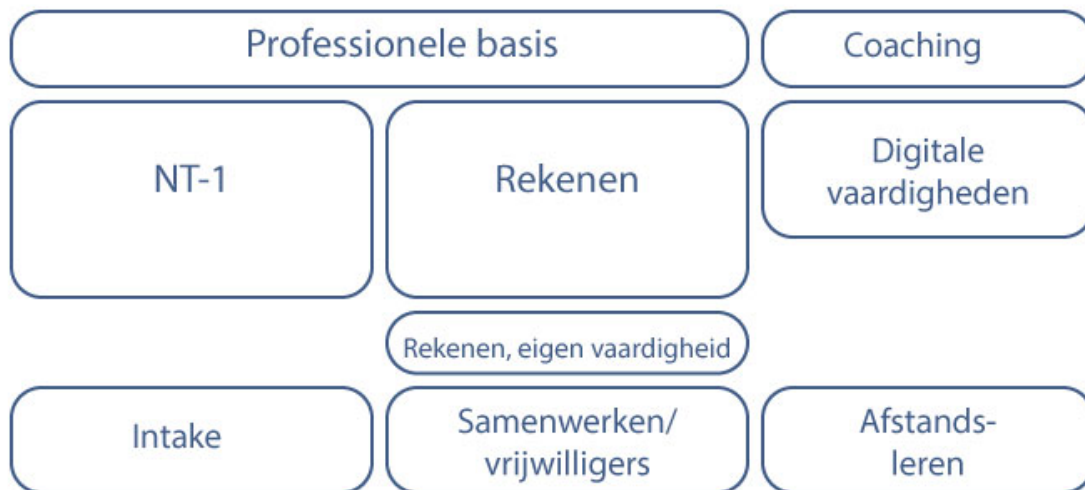 Professionele basis
Coaching
NT-1
Rekenen
Digitale
vaardigheden
Rekenen, eigen vaardigheid
Intake
Samenwerken/
vrijwilligers
Afstands-
leren